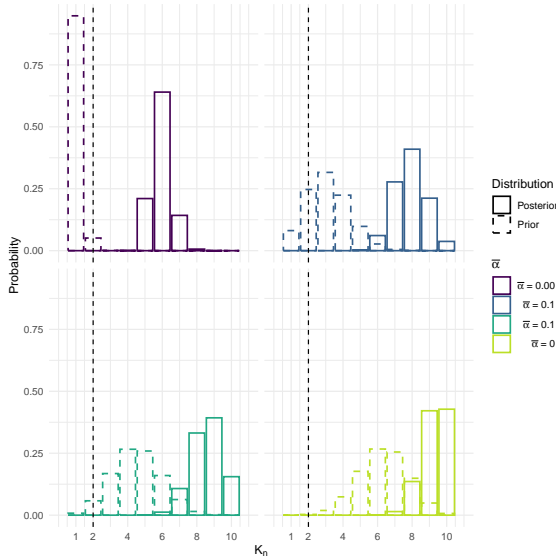 0.75
0.50
0.25
0.00
0.75
0.50
0.25
0.00
Probability
1 2 4 6 8 10
1 2 4 6 8 10
K_n
Distribution
Posterior
Prior
α̅
α̅ = 0.00
α̅ = 0.1
α̅ = 0.1
α̅ = 0